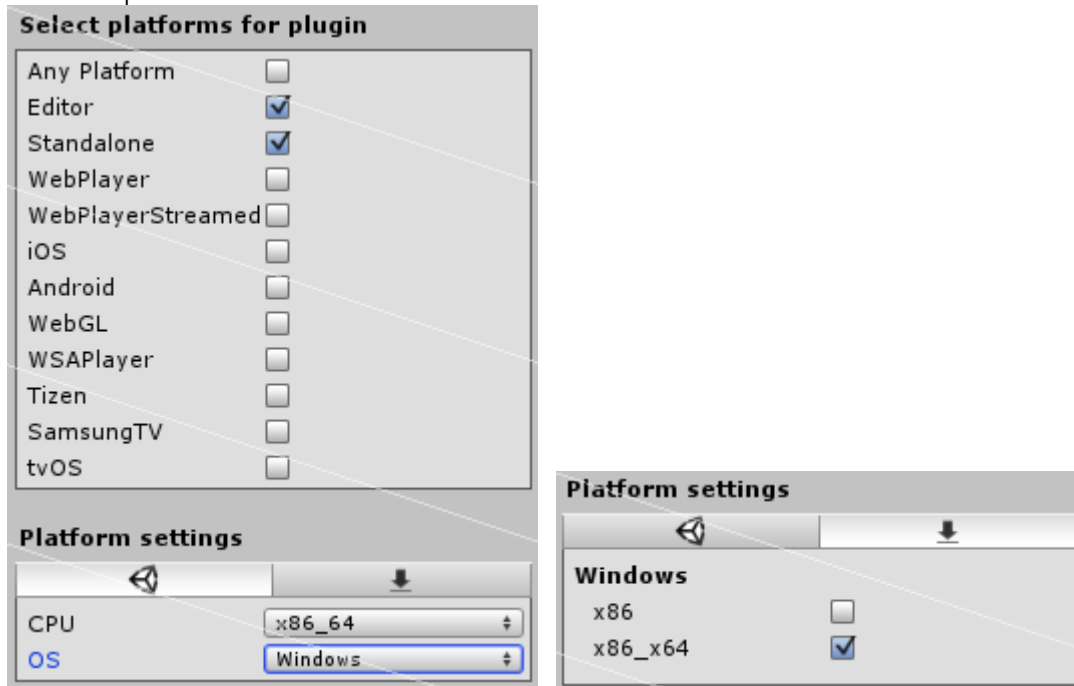 Select platforms for plugin
Any Platform
Editor
Standalone
WebPlayer
WebPlayerStreamed
iOS
Android
WebGL
WSAPlayer
Tizen
SamsungTV
tvOS
Platform settings
CPU x86_64
OS Windows
Platform settings
Windows
x86
x86_x64